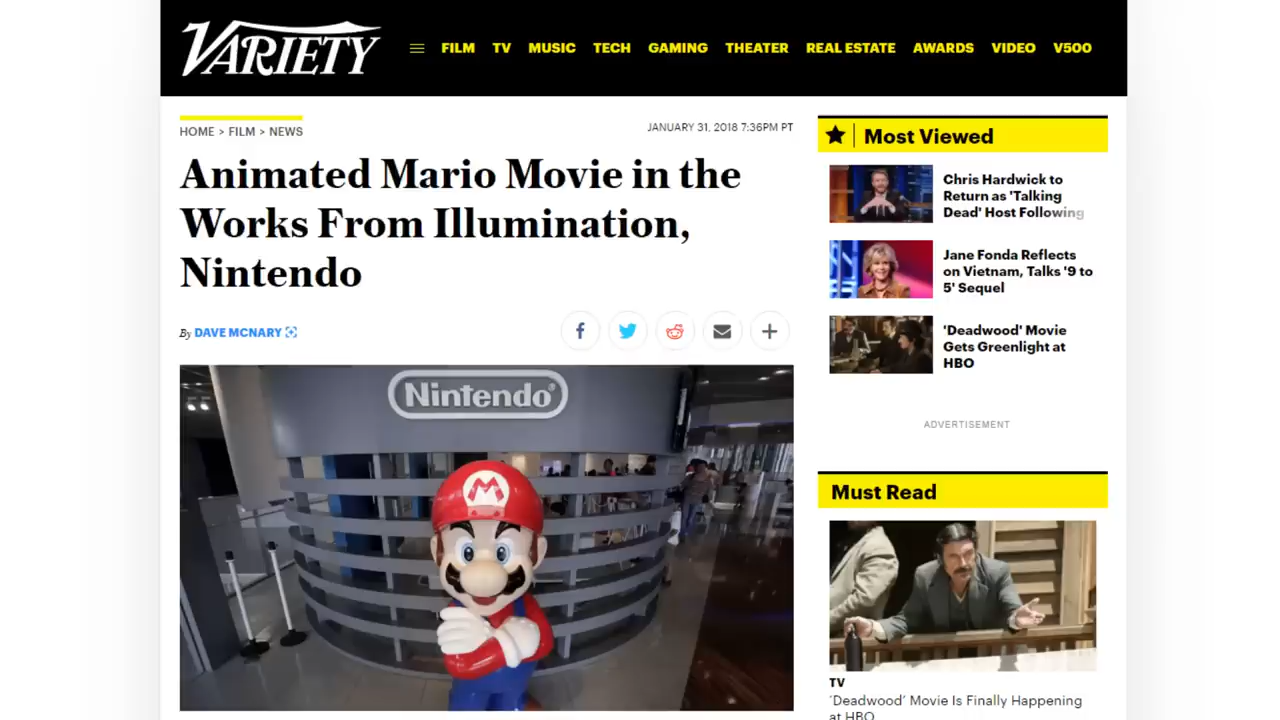 VARIETY
FILM TV MUSIC TECH GAMING THEATER REAL ESTATE AWARDS VIDEO V500
HOME > FILM > NEWS
JANUARY 31, 2018 7:36PM PT
Animated Mario Movie in the
Works From Illumination,
Nintendo
By DAVE MCNARY
Nintendo®
M
Most Viewed
Chris Hardwick to
Return as 'Talking
Dead' Host Following
Jane Fonda Reflects
on Vietnam, Talks '9 to
5' Sequel
'Deadwood' Movie
Gets Greenlight at
HBO
ADVERTISEMENT
Must Read
TV
‘Deadwood’ Movie Is Finally Happening
at HBO